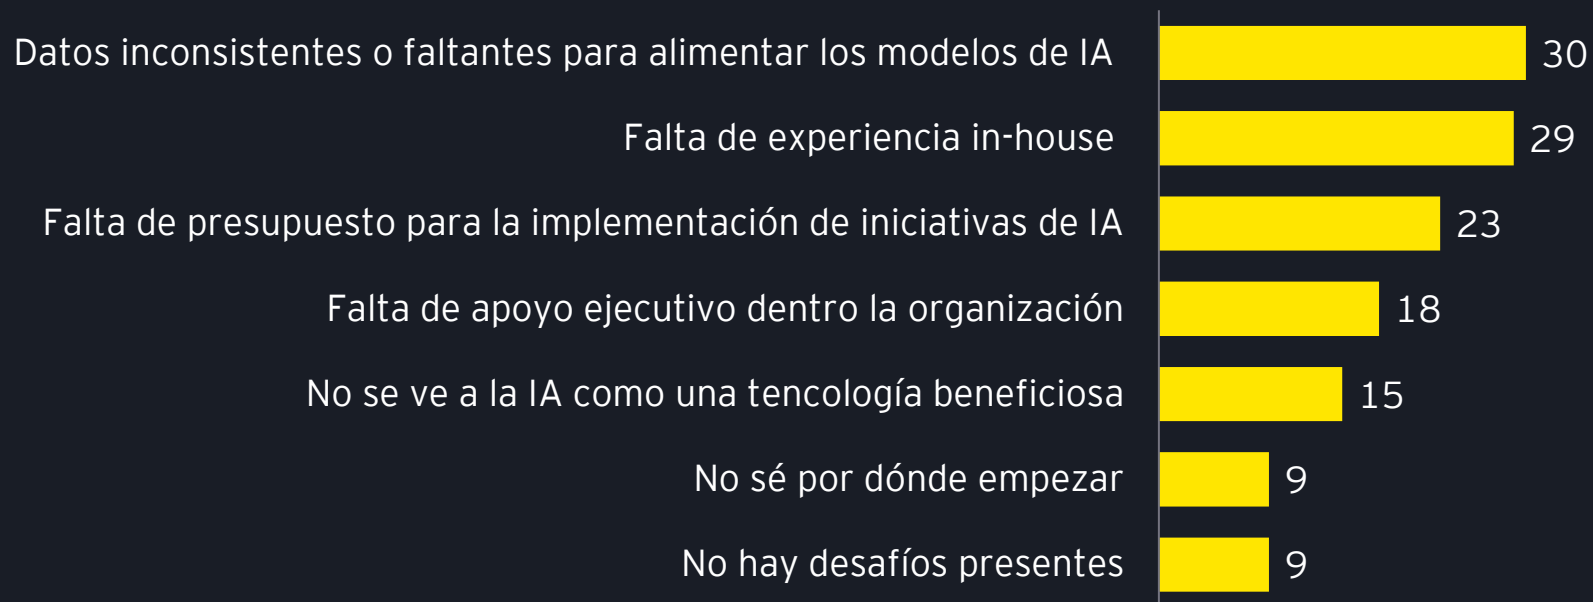 Datos inconsistentes o faltantes para alimentar los modelos de IA 30
Falta de experiencia in-house 29
Falta de presupuesto para la implementación de iniciativas de IA 23
Falta de apoyo ejecutivo dentro la organización 18
No se ve a la IA como una tencología beneficiosa 15
No sé por dónde empezar 9
No hay desafíos presentes 9